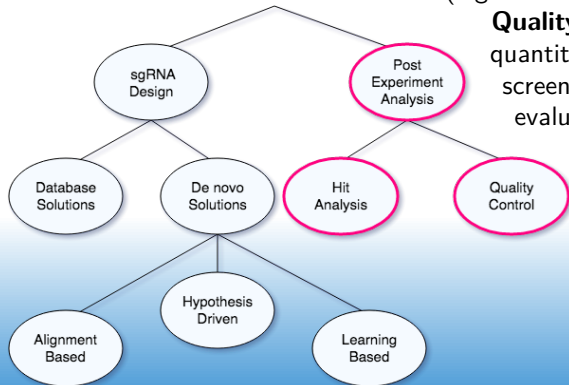 Quality
quantit
screen
evalu
sgRNA
Design
Post
Experiment
Analysis
Database
Solutions
De novo
Solutions
Hit
Analysis
Quality
Control
Hypothesis
Driven
Alignment
Based
Learning
Based